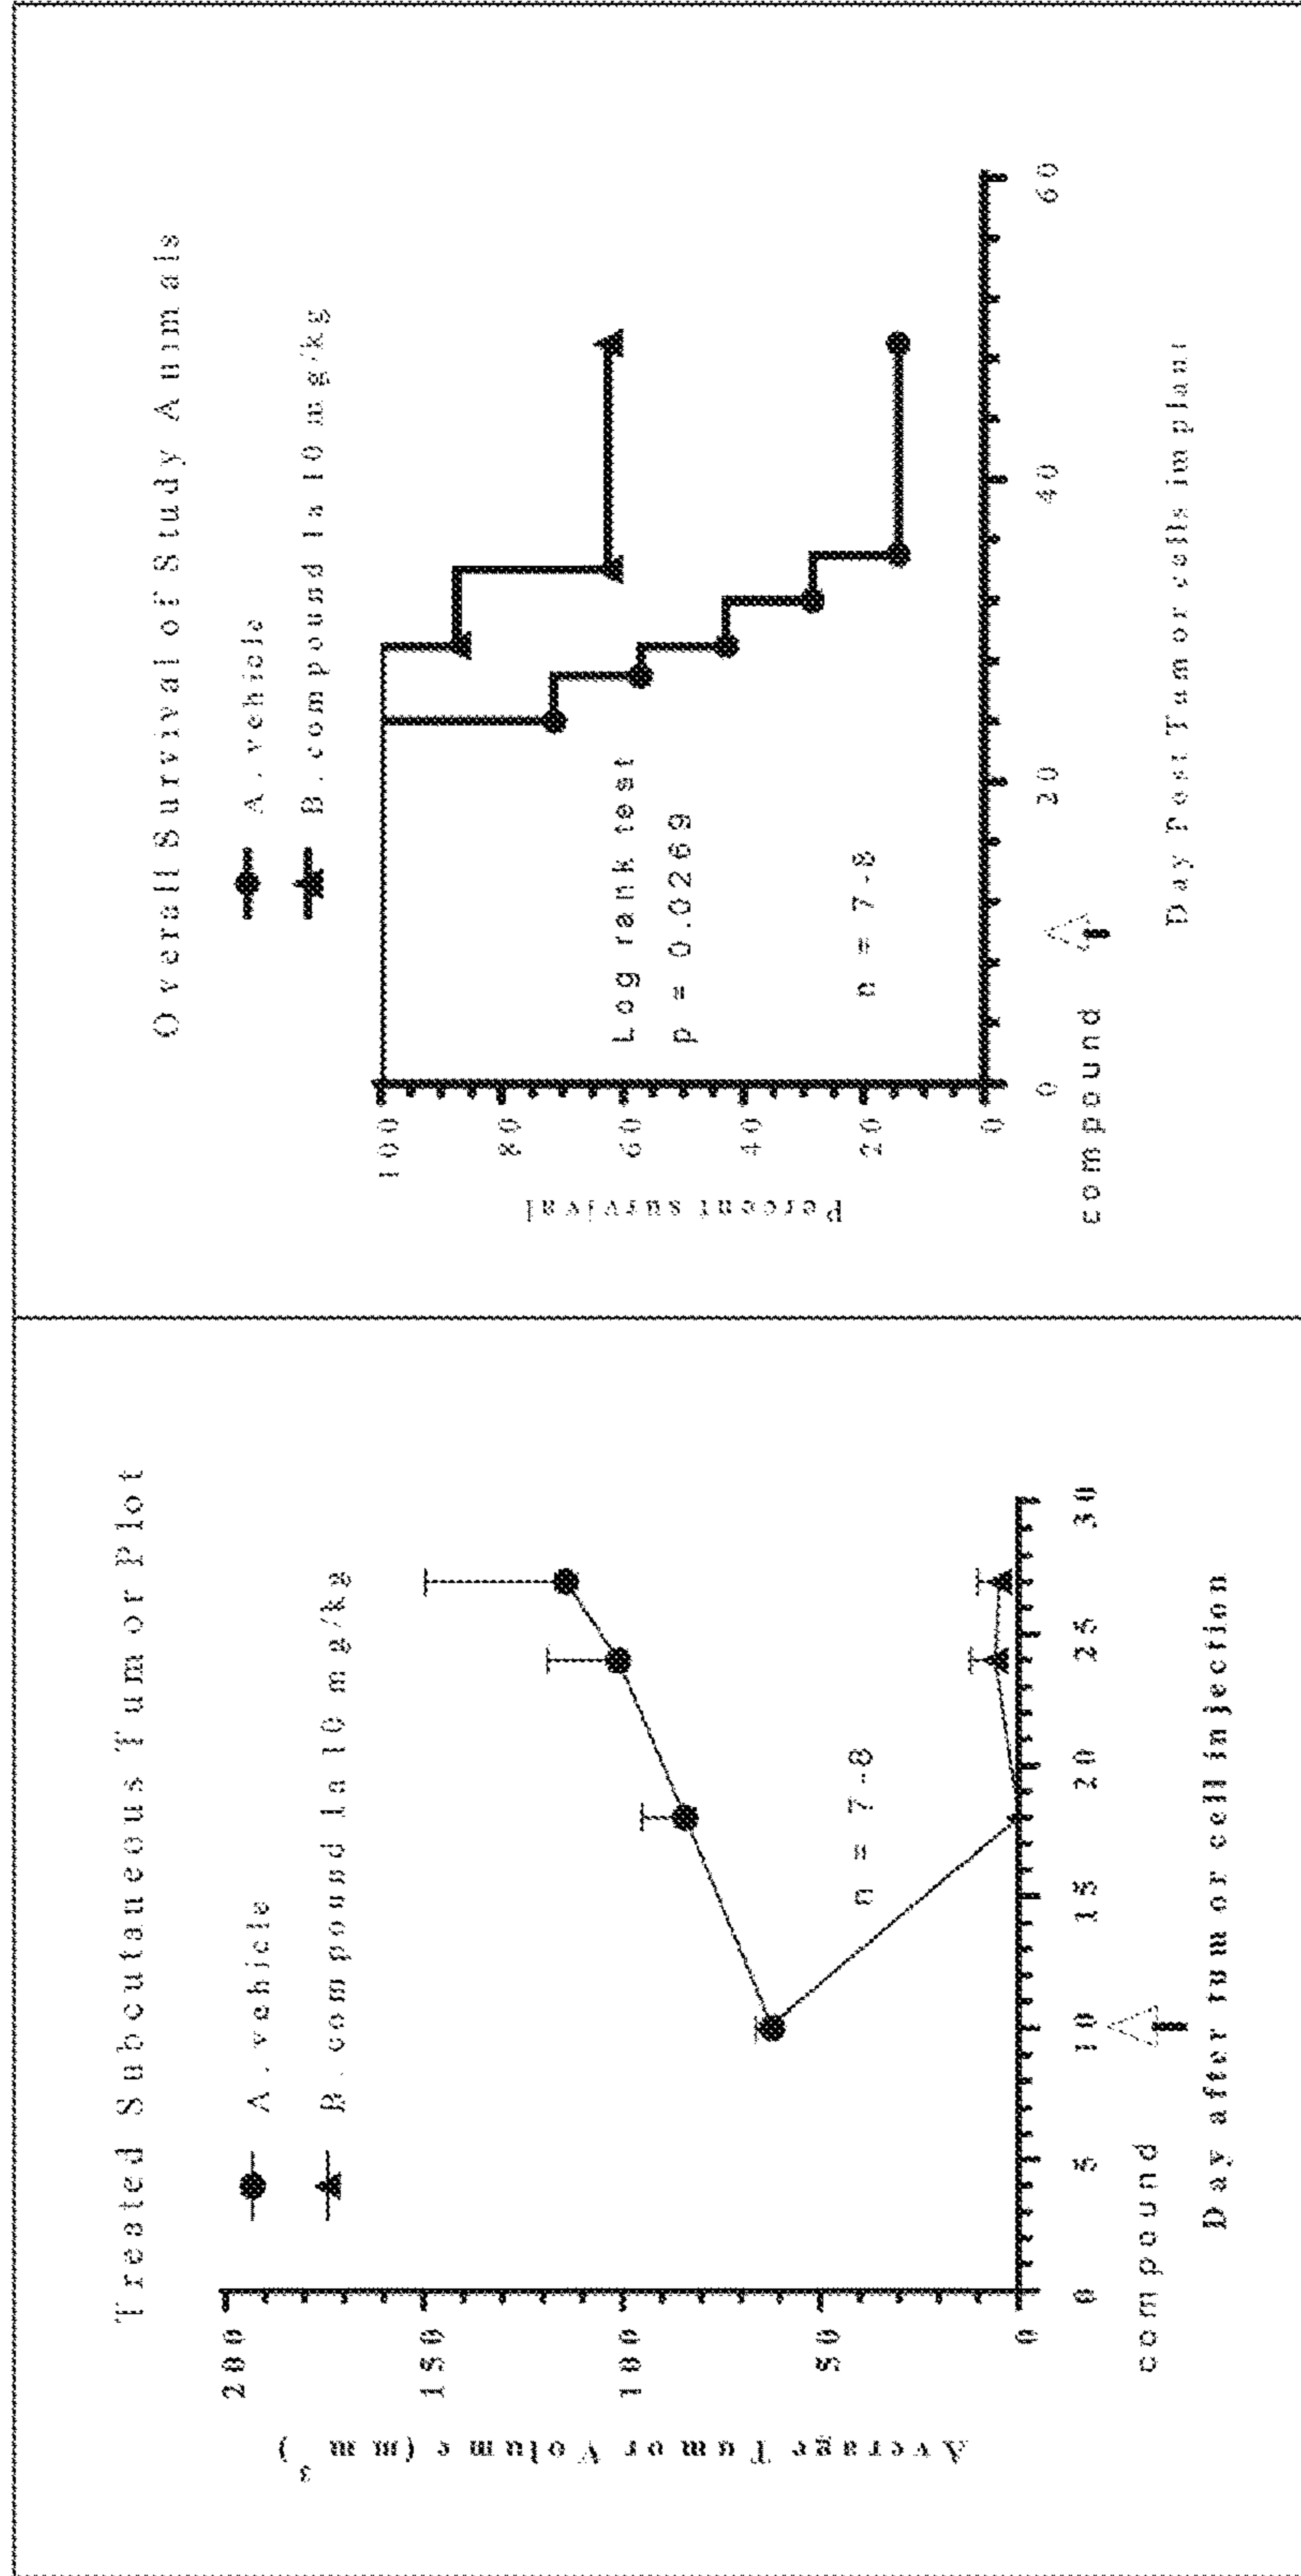 Treated Subcutaneous Tumor Plot
A. vehicle
B. compound 1a 10 mg/kg
200
150
100
50
0
Average Tumor Volume (mm³)
n = 7-8
0 5 10 15 20 25 30
compound
Day after tumor cell injection
Overall Survival of Study Animals
A. vehicle
B. compound 1a 10 mg/kg
100
80
60
40
20
0
Percent survival
Log rank test
p = 0.0269
n = 7-8
0 20 40 60
compound
Day Post Tumor cells implant